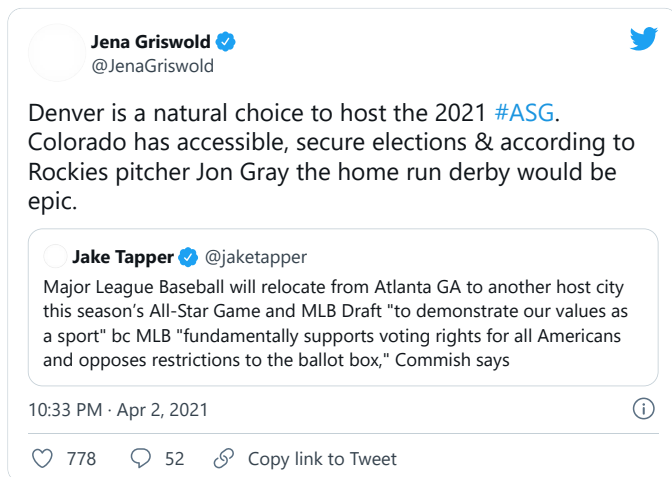 Jena Griswold
@JenaGriswold
Denver is a natural choice to host the 2021 #ASG.
Colorado has accessible, secure elections & according to
Rockies pitcher Jon Gray the home run derby would be
epic.
Jake Tapper @jaketapper
Major League Baseball will relocate from Atlanta GA to another host city
this season’s All-Star Game and MLB Draft "to demonstrate our values as
a sport" bc MLB "fundamentally supports voting rights for all Americans
and opposes restrictions to the ballot box," Commish says
10:33 PM · Apr 2, 2021
778 52 Copy link to Tweet